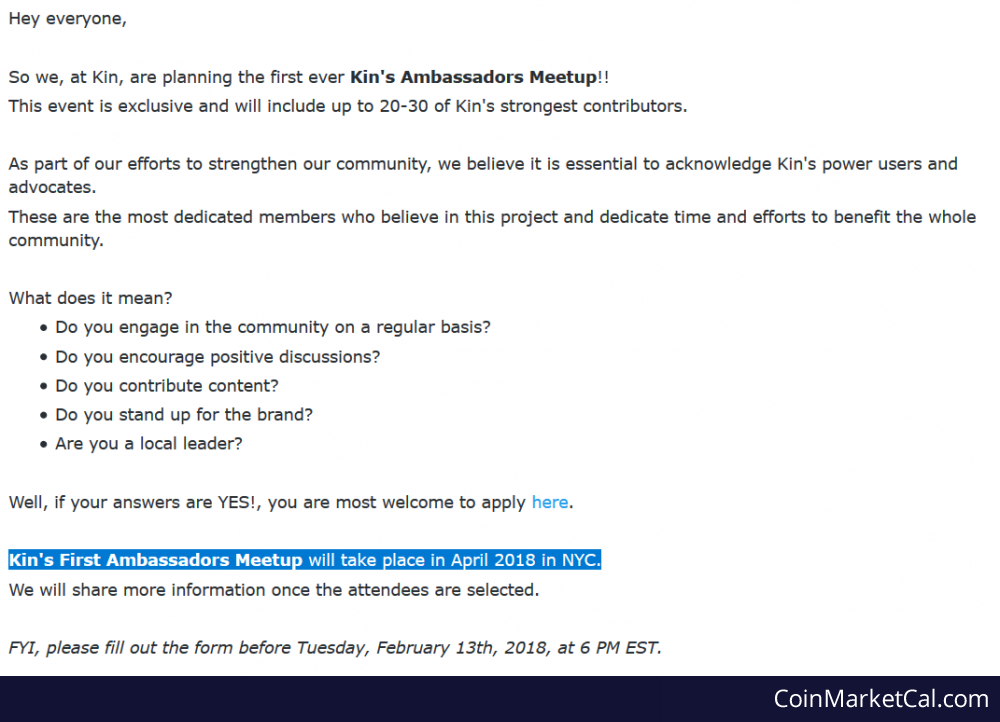 Hey everyone,
So we, at Kin, are planning the first ever Kin's Ambassadors Meetup!!
This event is exclusive and will include up to 20-30 of Kin's strongest contributors.
As part of our efforts to strengthen our community, we believe it is essential to acknowledge Kin's power users and
advocates.
These are the most dedicated members who believe in this project and dedicate time and efforts to benefit the whole
community.
What does it mean?
• Do you engage in the community on a regular basis?
• Do you encourage positive discussions?
• Do you contribute content?
• Do you stand up for the brand?
• Are you a local leader?
Well, if your answers are YES!, you are most welcome to apply here.
Kin's First Ambassadors Meetup will take place in April 2018 in NYC.
We will share more information once the attendees are selected.
FYI, please fill out the form before Tuesday, February 13th, 2018, at 6 PM EST.
CoinMarketCal.com